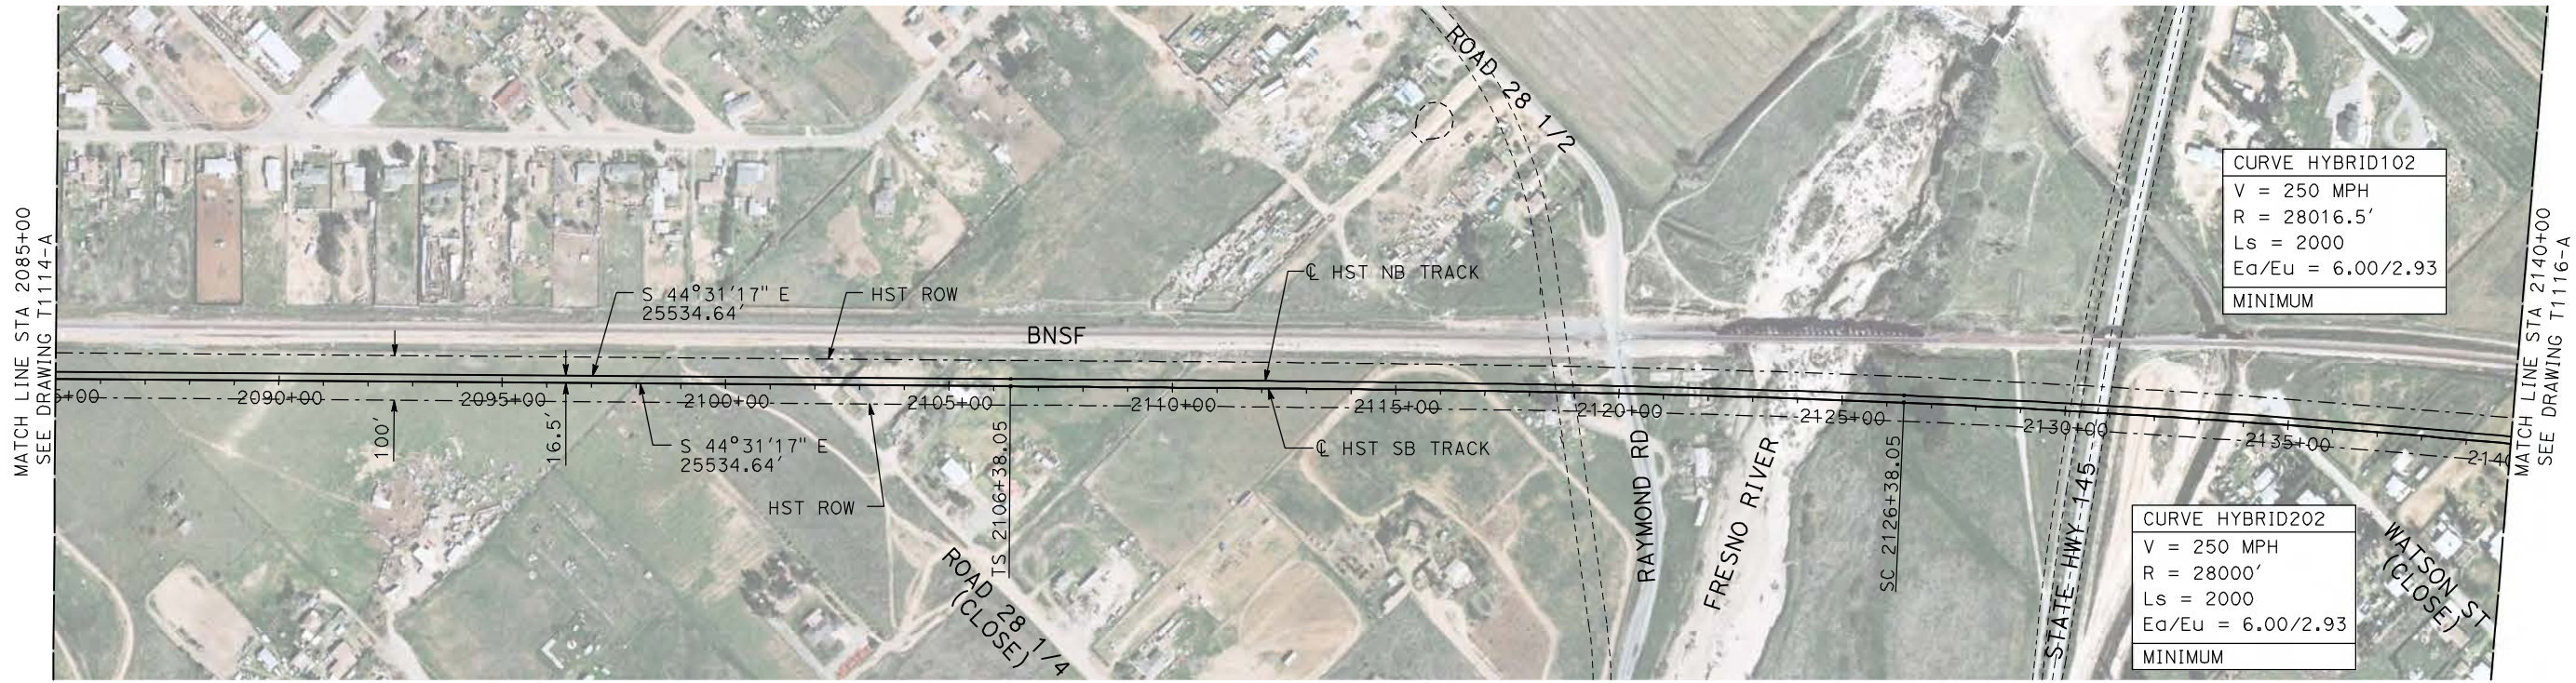 MATCH LINE STA 2085+00
SEE DRAWING T1114-A
ROAD 28 1/2
CURVE HYBRID102
V = 250 MPH
R = 28016.5'
Ls = 2000
Ea/Eu = 6.00/2.93
MINIMUM
MATCH LINE STA 2140+00
SEE DRAWING T1116-A
S 44°31'17" E
25534.64'
HST ROW
℄ HST NB TRACK
BNSF
5+00
2090+00
2095+00
2100+00
2105+00
2110+00
2115+00
2120+00
2125+00
2130+00
2135+00
2140
100'
16.5'
S 44°31'17" E
25534.64'
℄ HST SB TRACK
HST ROW
TS 2106+38.05
ROAD 28 1/4
(CLOSE)
RAYMOND RD
FRESNO RIVER
SC 2126+38.05
STATE HWY 145
CURVE HYBRID202
V = 250 MPH
R = 28000'
Ls = 2000
Ea/Eu = 6.00/2.93
MINIMUM
WATSON ST
(CLOSE)